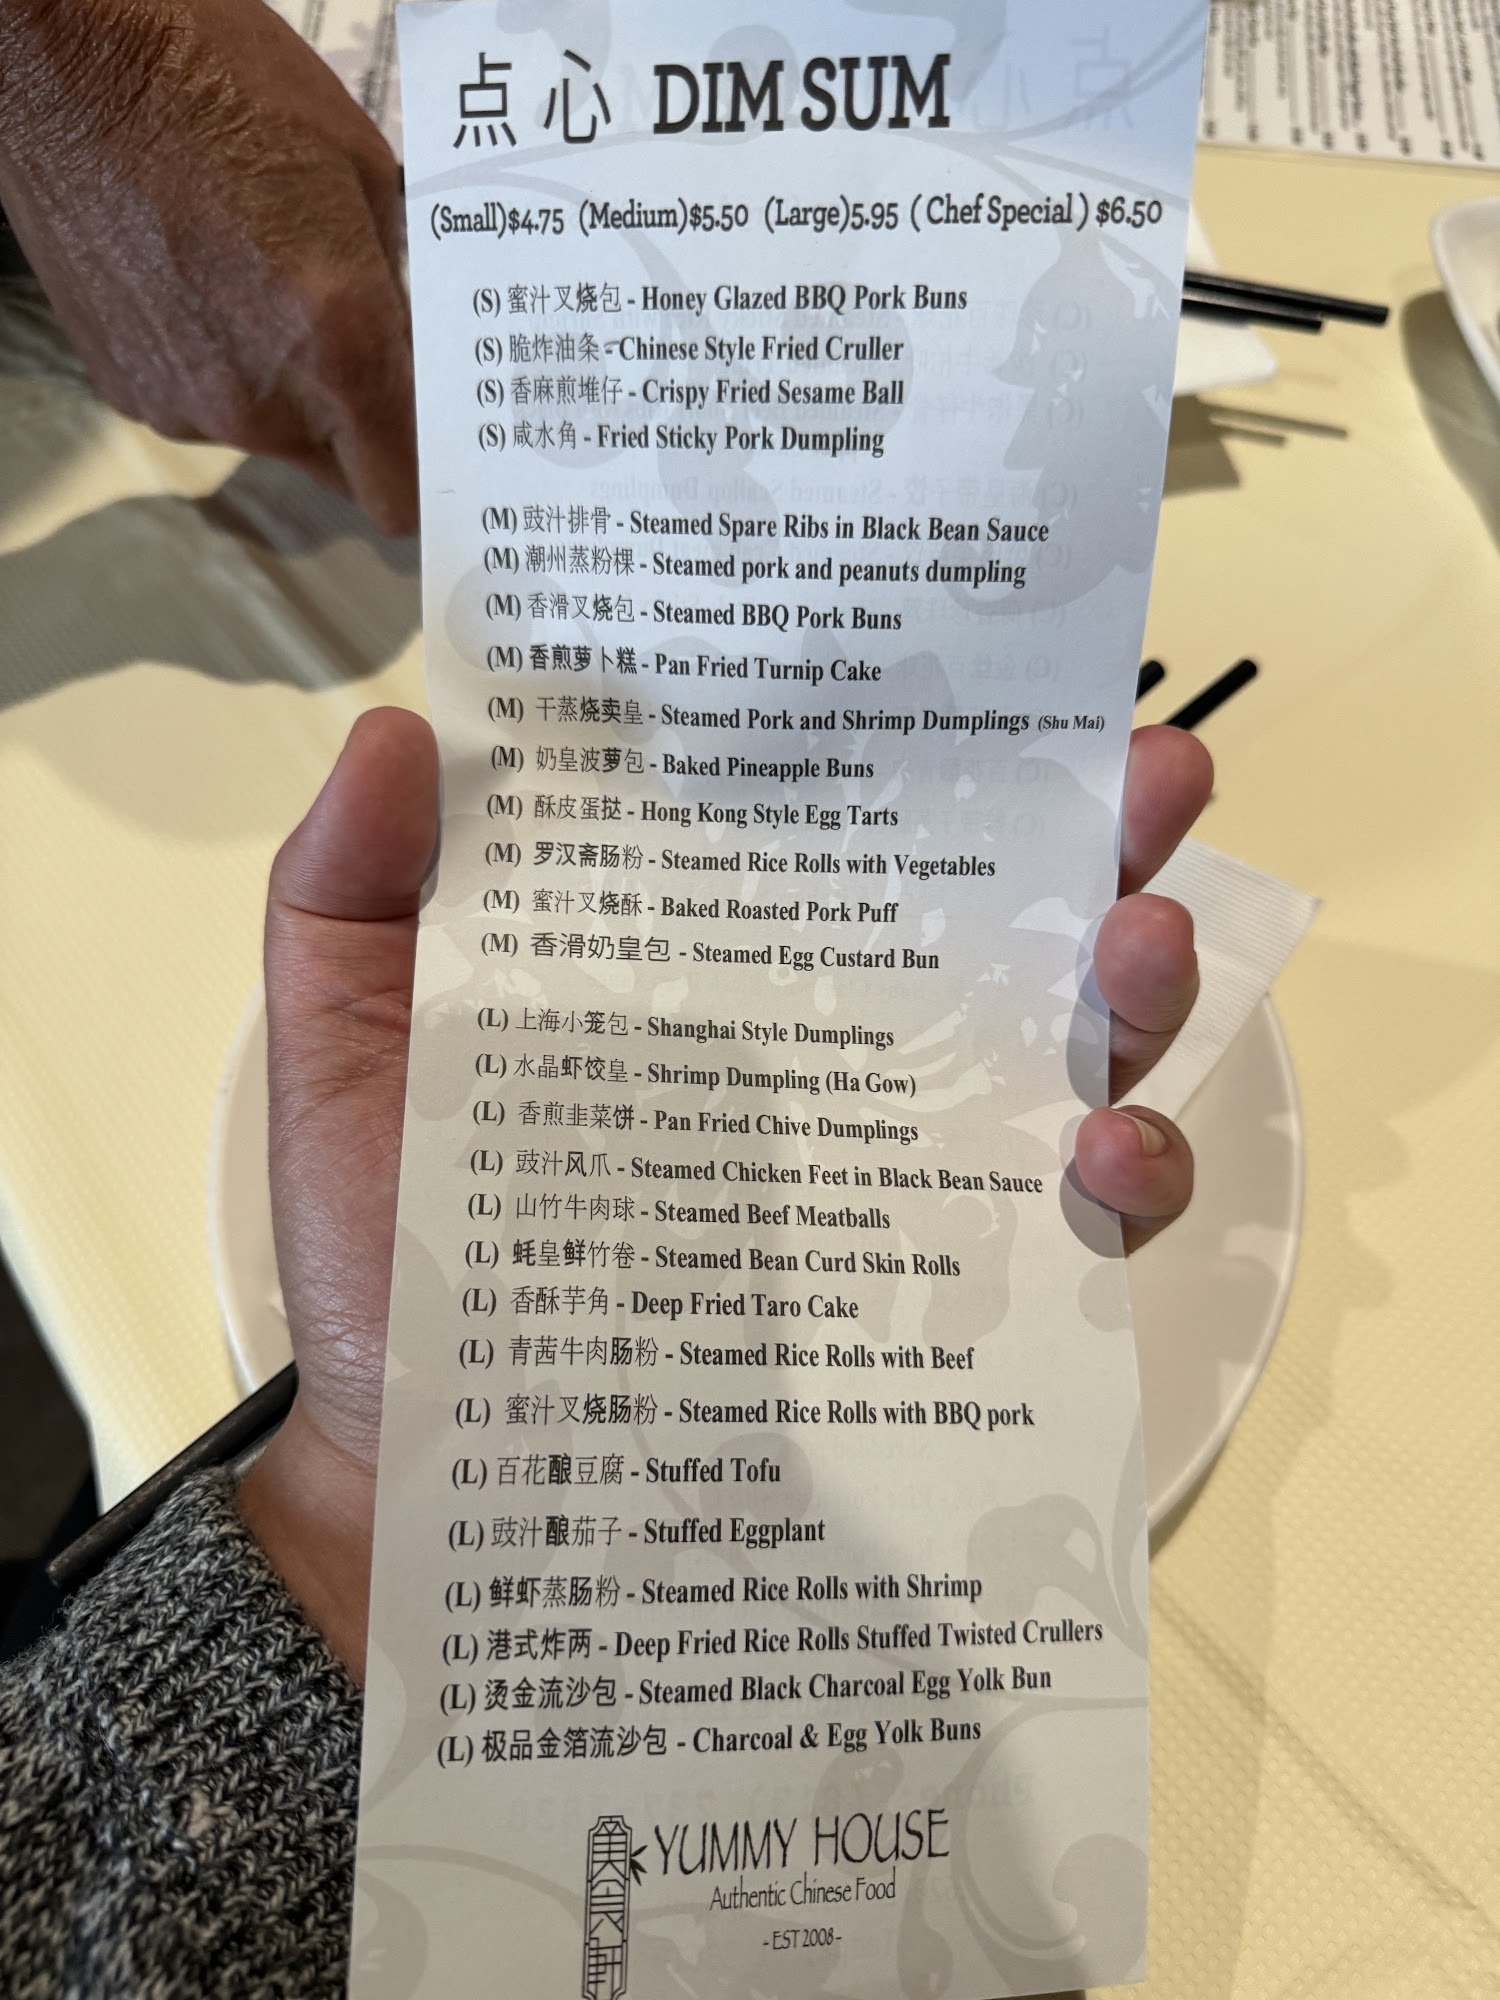 点心 DIM SUM
(Small)$4.75 (Medium)$5.50 (Large)5.95 ( Chef Special ) $6.50
(S) 蜜汁叉烧包 - Honey Glazed BBQ Pork Buns
(S) 脆炸油条 - Chinese Style Fried Cruller
(S) 香麻煎堆仔 - Crispy Fried Sesame Ball
(S) 咸水角 - Fried Sticky Pork Dumpling
(M) 豉汁排骨 - Steamed Spare Ribs in Black Bean Sauce
(M) 潮州蒸粉粿 - Steamed pork and peanuts dumpling
(M) 香滑叉烧包 - Steamed BBQ Pork Buns
(M) 香煎萝卜糕 - Pan Fried Turnip Cake
(M) 干蒸烧卖皇 - Steamed Pork and Shrimp Dumplings (Shu Mai)
(M) 奶皇波萝包 - Baked Pineapple Buns
(M) 酥皮蛋挞 - Hong Kong Style Egg Tarts
(M) 罗汉斋肠粉 - Steamed Rice Rolls with Vegetables
(M) 蜜汁叉烧酥 - Baked Roasted Pork Puff
(M) 香滑奶皇包 - Steamed Egg Custard Bun
(L) 上海小笼包 - Shanghai Style Dumplings
(L) 水晶虾饺皇 - Shrimp Dumpling (Ha Gow)
(L) 香煎韭菜饼 - Pan Fried Chive Dumplings
(L) 豉汁风爪 - Steamed Chicken Feet in Black Bean Sauce
(L) 山竹牛肉球 - Steamed Beef Meatballs
(L) 蚝皇鲜竹卷 - Steamed Bean Curd Skin Rolls
(L) 香酥芋角 - Deep Fried Taro Cake
(L) 青茜牛肉肠粉 - Steamed Rice Rolls with Beef
(L) 蜜汁叉烧肠粉 - Steamed Rice Rolls with BBQ pork
(L) 百花酿豆腐 - Stuffed Tofu
(L) 豉汁酿茄子 - Stuffed Eggplant
(L) 鲜虾蒸肠粉 - Steamed Rice Rolls with Shrimp
(L) 港式炸两 - Deep Fried Rice Rolls Stuffed Twisted Crullers
(L) 烫金流沙包 - Steamed Black Charcoal Egg Yolk Bun
(L) 极品金箔流沙包 - Charcoal & Egg Yolk Buns
YUMMY HOUSE
Authentic Chinese Food
- EST 2008 -